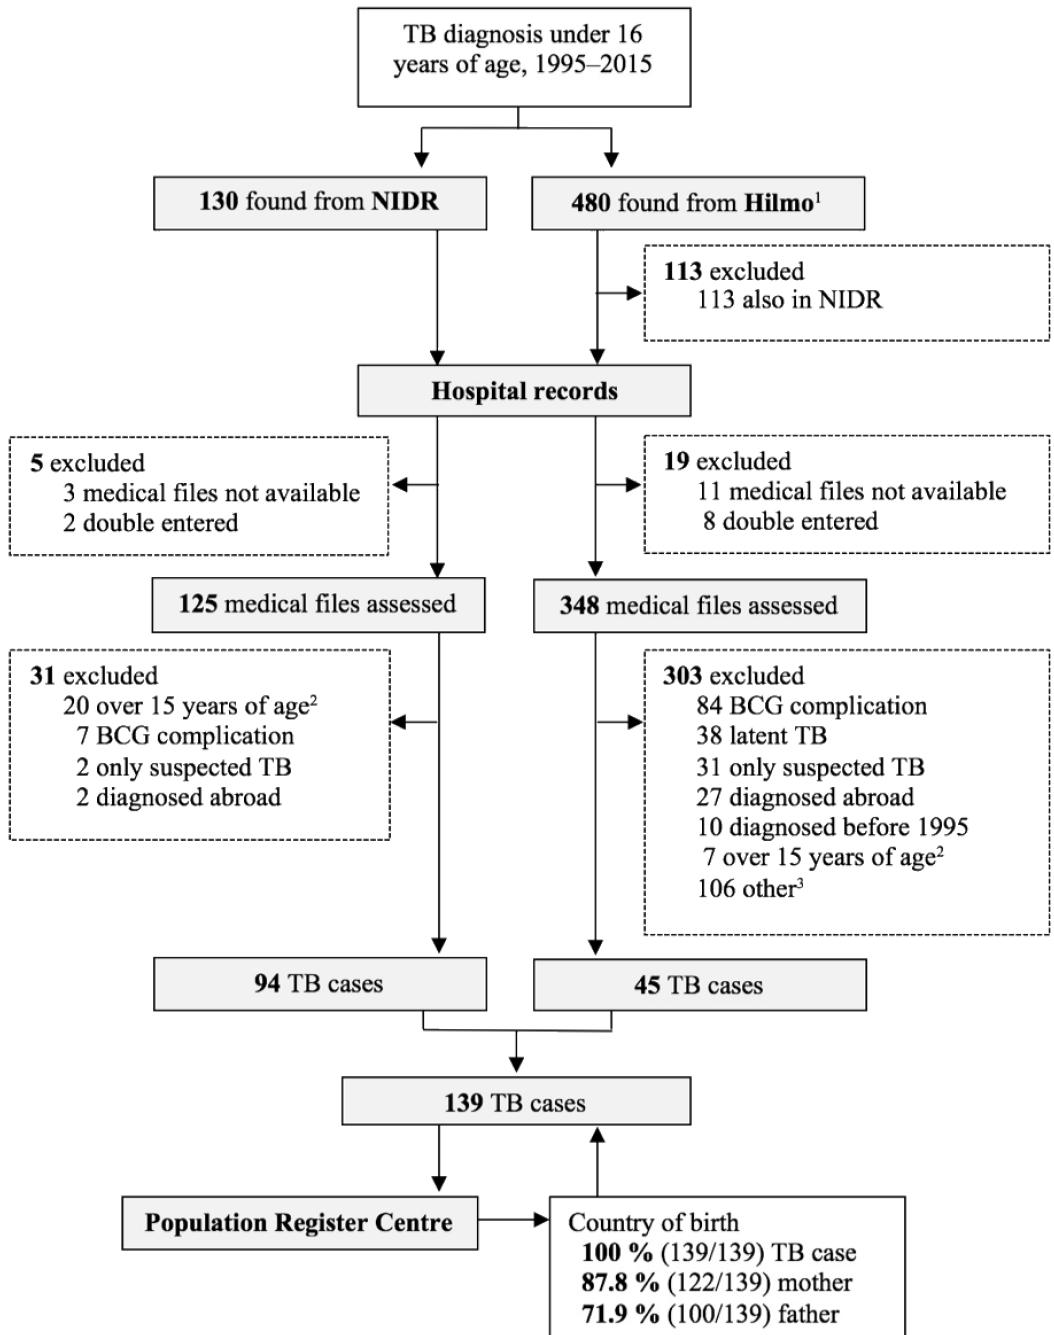 TB diagnosis under 16
years of age, 1995–2015
130 found from NIDR
480 found from Hilmo¹
113 excluded
113 also in NIDR
Hospital records
5 excluded
3 medical files not available
2 double entered
19 excluded
11 medical files not available
8 double entered
125 medical files assessed
348 medical files assessed
31 excluded
20 over 15 years of age²
7 BCG complication
2 only suspected TB
2 diagnosed abroad
303 excluded
84 BCG complication
38 latent TB
31 only suspected TB
27 diagnosed abroad
10 diagnosed before 1995
7 over 15 years of age²
106 other³
94 TB cases
45 TB cases
139 TB cases
Population Register Centre
Country of birth
100 % (139/139) TB case
87.8 % (122/139) mother
71.9 % (100/139) father